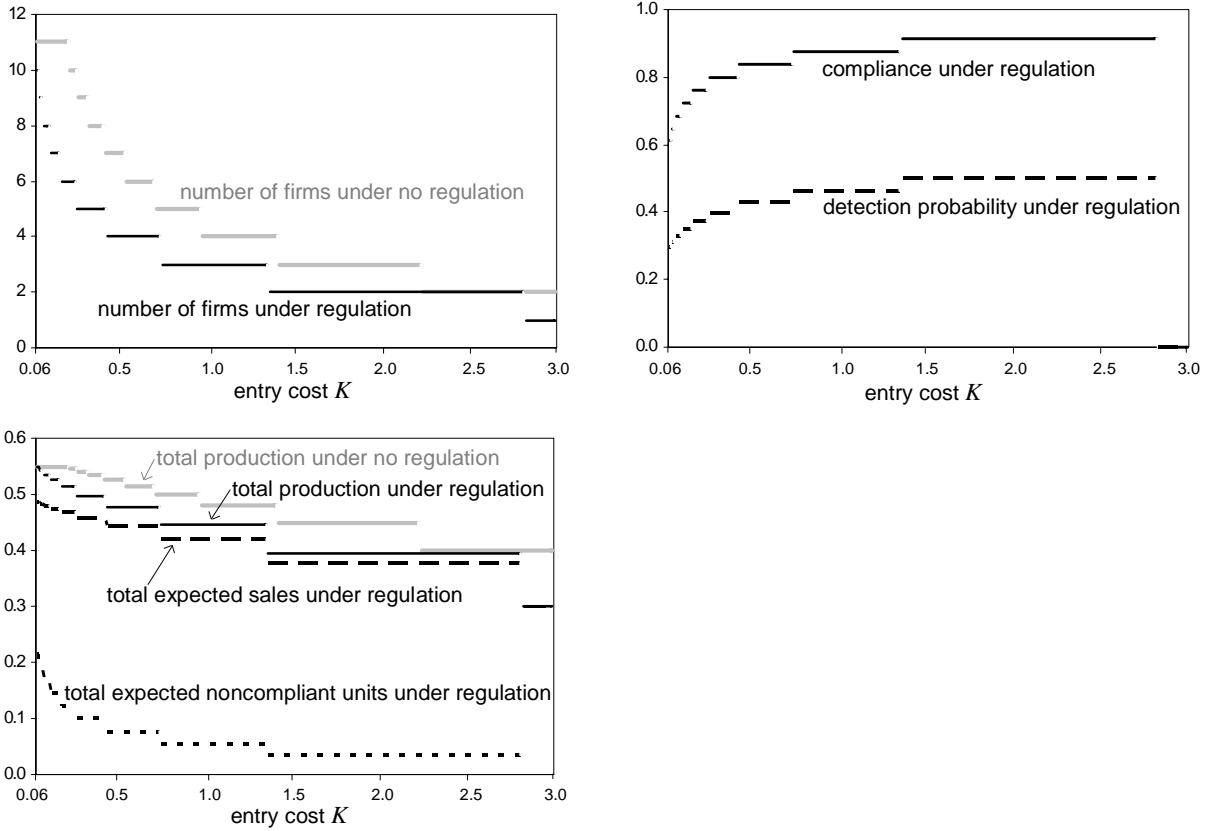 12
10
8
6
4
2
0
number of firms under no regulation
number of firms under regulation
0.06 0.5 1.0 1.5 2.0 2.5 3.0
entry cost K
1.0
0.8
0.6
0.4
0.2
0.0
compliance under regulation
detection probability under regulation
0.06 0.5 1.0 1.5 2.0 2.5 3.0
entry cost K
0.6
0.5
0.4
0.3
0.2
0.1
0.0
total production under no regulation
total production under regulation
total expected sales under regulation
total expected noncompliant units under regulation
0.06 0.5 1.0 1.5 2.0 2.5 3.0
entry cost K